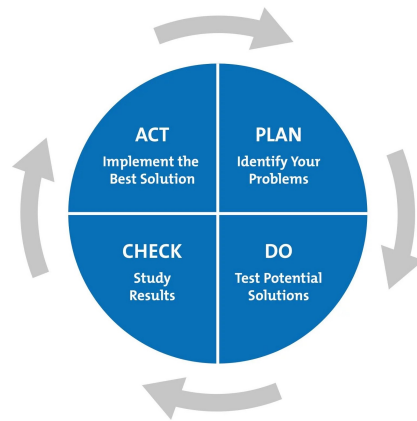 ACT
Implement the
Best Solution
PLAN
Identify Your
Problems
CHECK
Study
Results
DO
Test Potential
Solutions